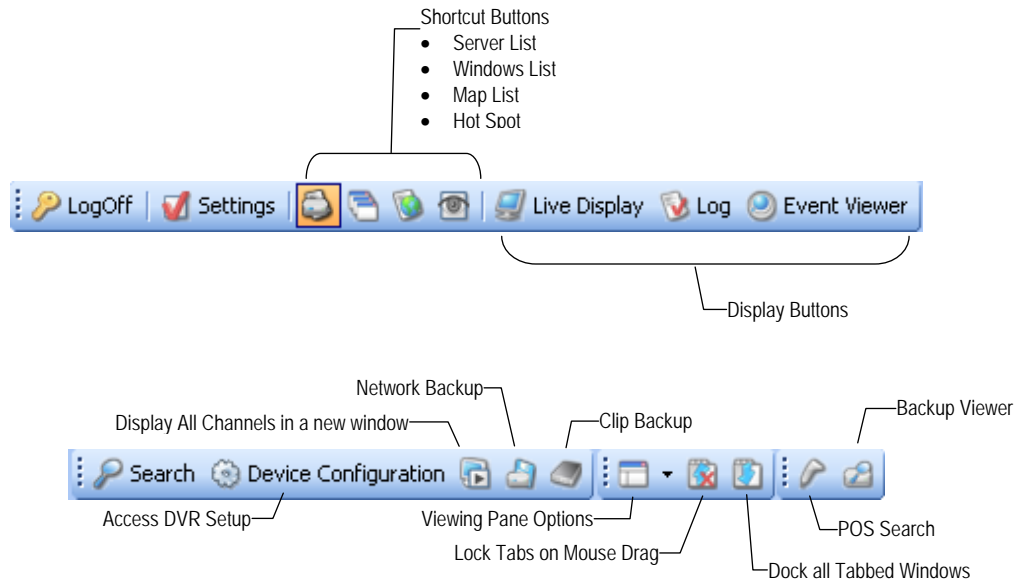 Shortcut Buttons
• Server List
• Windows List
• Map List
• Hot Spot
LogOff Settings Live Display Log Event Viewer
Display Buttons
Network Backup
Display All Channels in a new window
Clip Backup
Backup Viewer
Search Device Configuration
Access DVR Setup
Viewing Pane Options
POS Search
Lock Tabs on Mouse Drag
Dock all Tabbed Windows